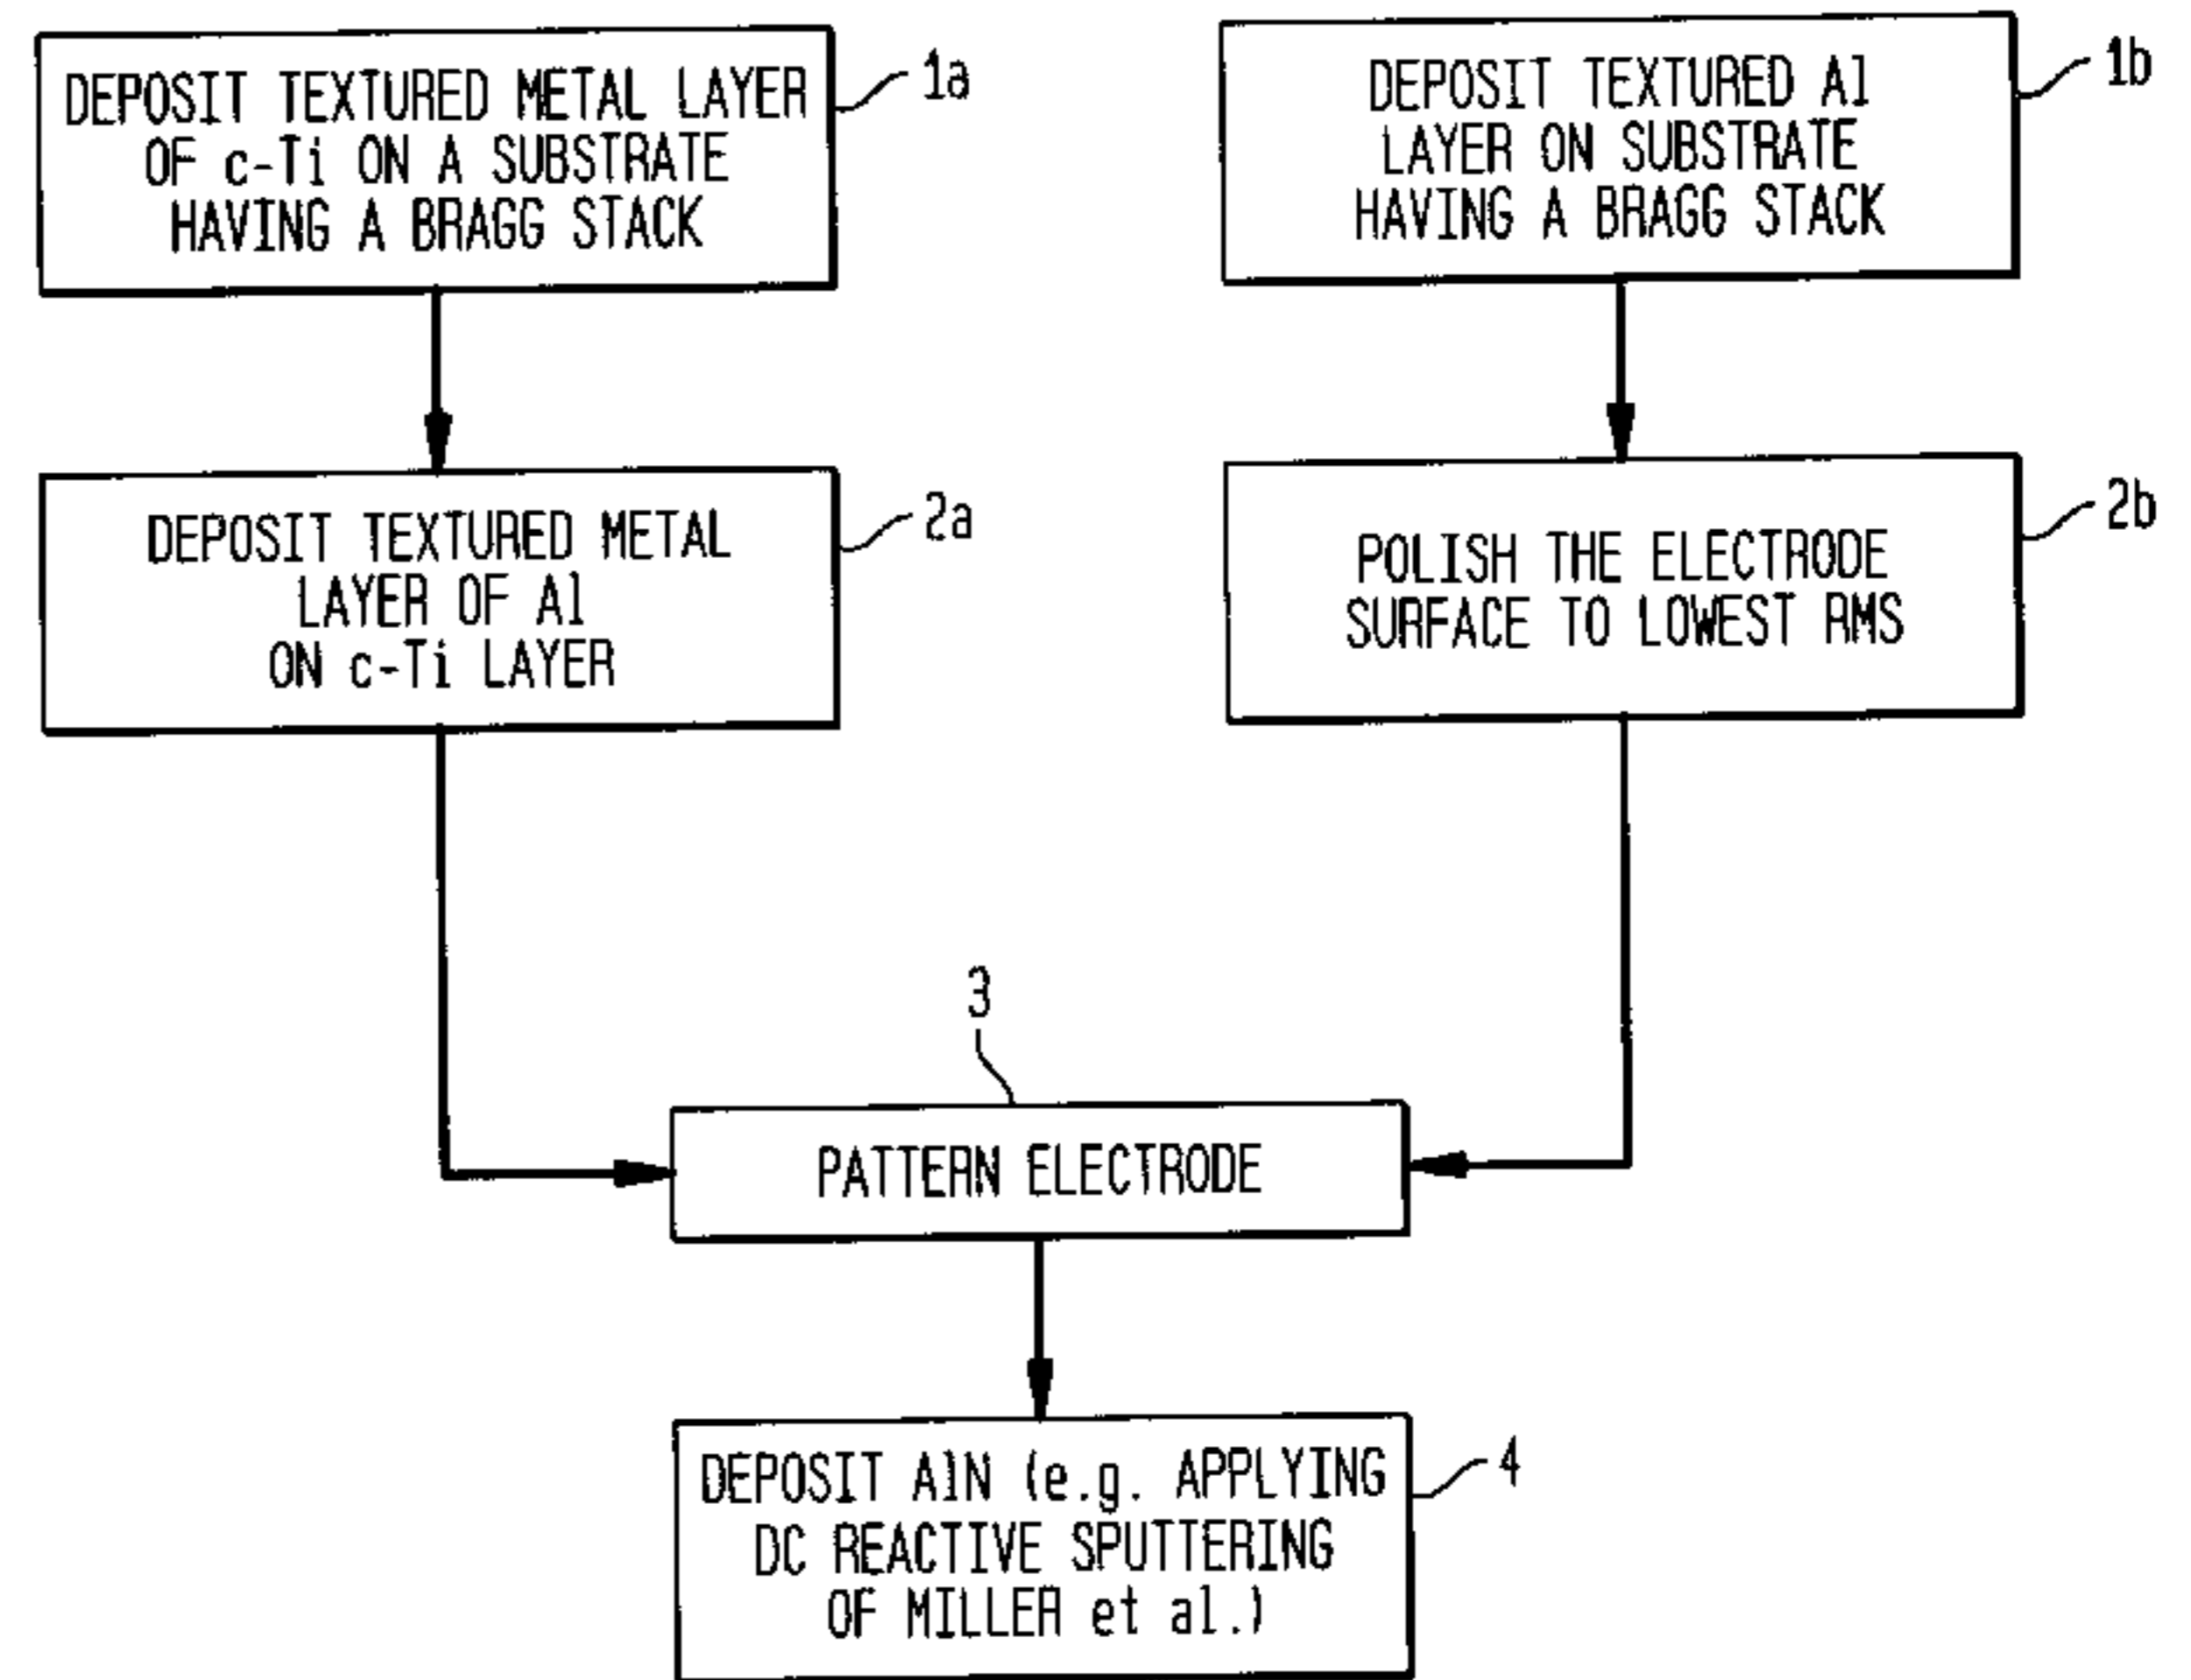 DEPOSIT TEXTURED METAL LAYER
OF c-Ti ON A SUBSTRATE
HAVING A BRAGG STACK
1a
DEPOSIT TEXTURED Al
LAYER ON SUBSTRATE
HAVING A BRAGG STACK
1b
DEPOSIT TEXTURED METAL
LAYER OF Al
ON c-Ti LAYER
2a
POLISH THE ELECTRODE
SURFACE TO LOWEST RMS
2b
3
PATTERN ELECTRODE
DEPOSIT AlN (e.g. APPLYING
DC REACTIVE SPUTTERING
OF MILLER et al.)
4